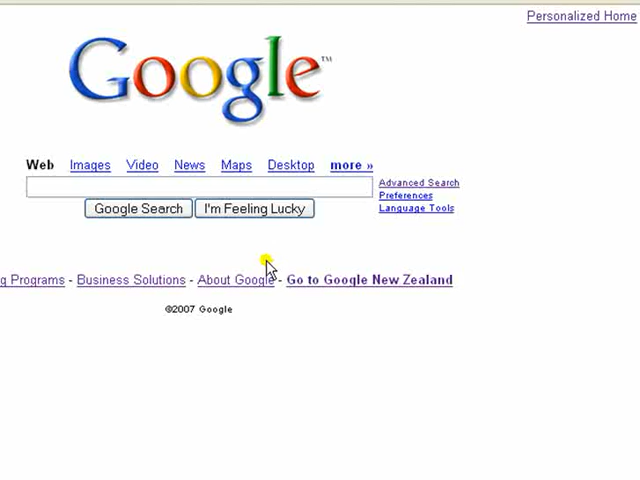 Personalized Home
Google™
Web Images Video News Maps Desktop more »
Advanced Search
Preferences
Language Tools
Google Search I'm Feeling Lucky
g Programs - Business Solutions - About Google - Go to Google New Zealand
©2007 Google